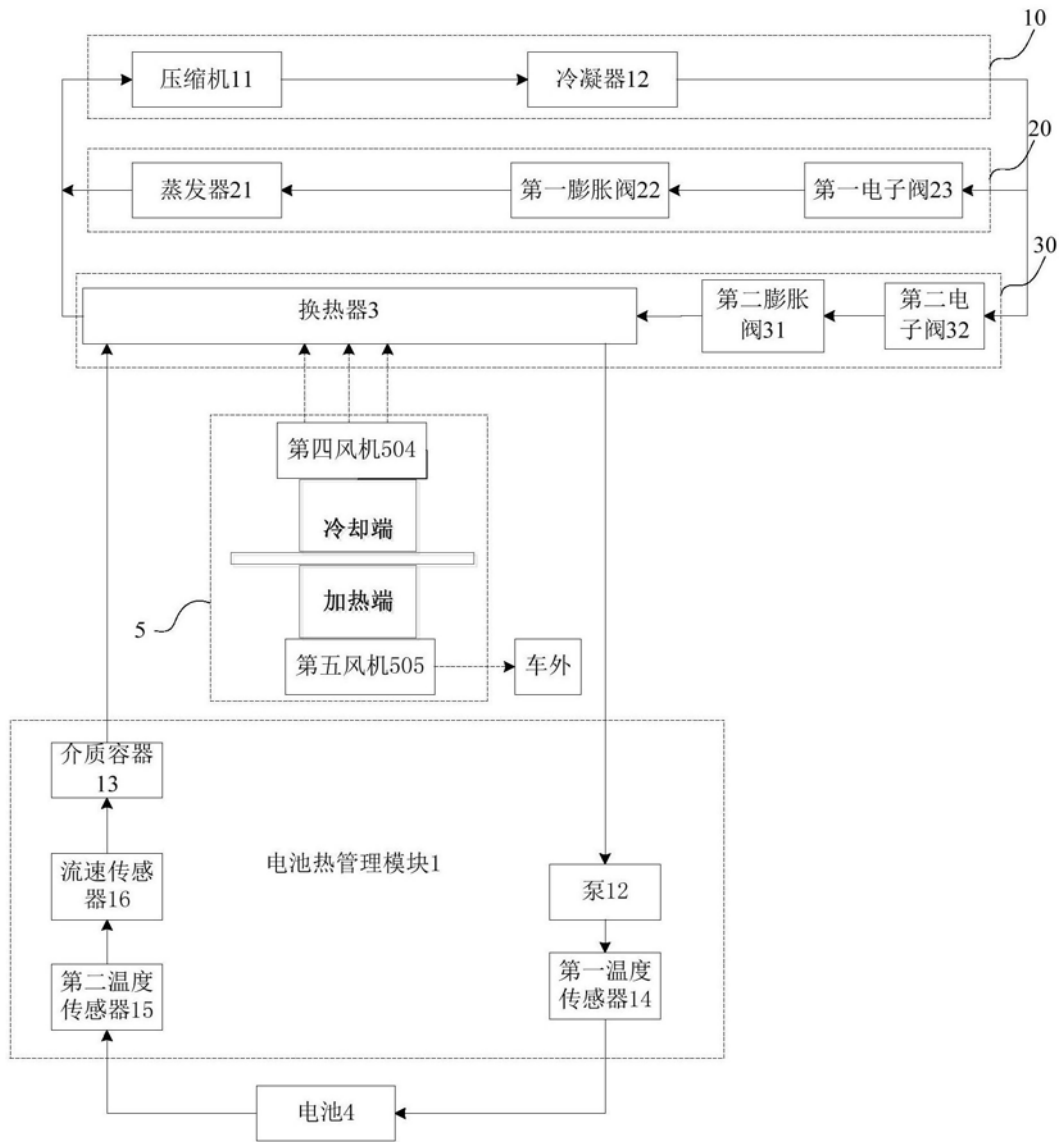 10
压缩机11
冷凝器12
20
蒸发器21
第一膨胀阀22
第一电子阀23
30
换热器3
第二膨胀
阀31
第二电
子阀32
第四风机504
冷却端
加热端
5
第五风机505
车外
介质容器
13
电池热管理模块1
流速传感
器16
泵12
第二温度
传感器15
第一温度
传感器14
电池4